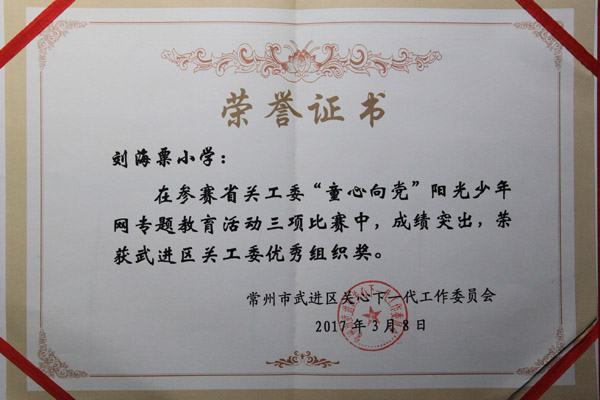 荣誉证书
刘海粟小学：
在参赛省关工委“童心向党”阳光少年
网专题教育活动三项比赛中，成绩突出，荣
获武进区关工委优秀组织奖。
常州市武进区关心下一代工作委员会
2017年3月8日